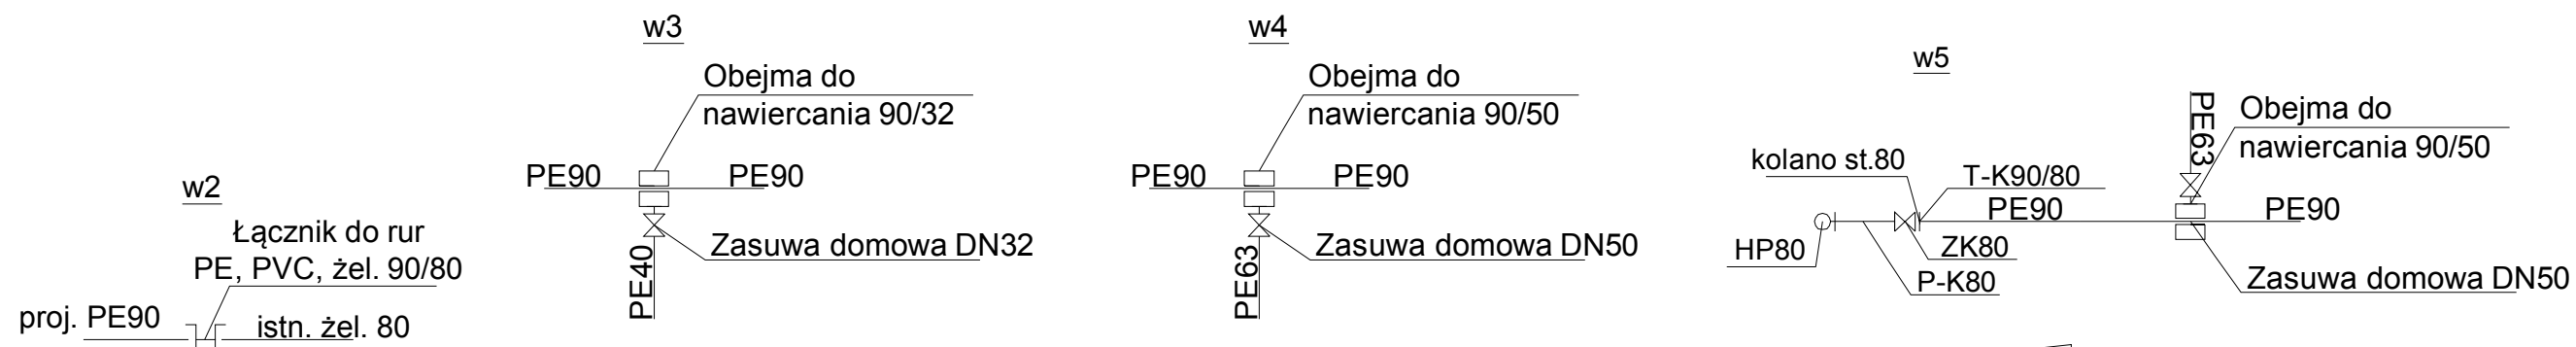 w2
Łącznik do rur
PE, PVC, żel. 90/80
proj. PE90
istn. żel. 80
w3
Obejma do
nawiercania 90/32
PE90
PE90
Zasuwa domowa DN32
PE40
w4
Obejma do
nawiercania 90/50
PE90
PE90
Zasuwa domowa DN50
PE63
w5
PE63
Obejma do
nawiercania 90/50
kolano st.80
T-K90/80
PE90
PE90
HP80
ZK80
P-K80
Zasuwa domowa DN50